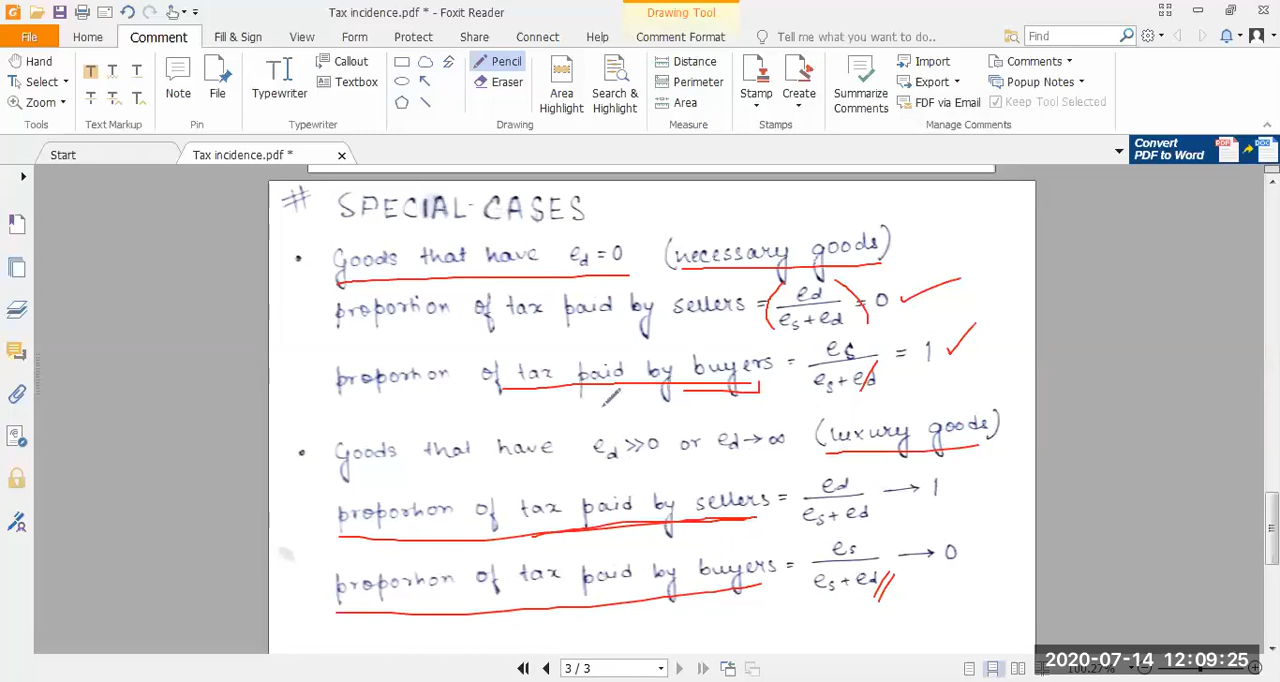 Tax incidence.pdf * - Foxit Reader
Drawing Tool
File Home Comment Fill & Sign View Form Protect Share Connect Help Comment Format Tell me what you want to do.. Find
Hand
Select
Zoom
Tools
T T T
T T T
Text Markup
Note File
Pin
Typewriter
Callout
Textbox
Typewriter
Pencil
Eraser
Area Highlight
Search & Highlight
Drawing
Distance
Perimeter
Area
Measure
Stamp Create
Stamps
Summarize Comments
Import
Export
FDF via Email
Comments
Popup Notes
Keep Tool Selected
Manage Comments
Start Tax incidence.pdf *
Convert
PDF to Word
# SPECIAL CASES
• Goods that have ed = 0 (necessary goods)
proportion of tax paid by sellers = ed / es + ed = 0
proportion of tax paid by buyers = es / es + ed = 1
• Goods that have ed >> 0 or ed → ∞ (luxury goods)
proportion of tax paid by sellers = ed / es + ed → 1
proportion of tax paid by buyers = es / es + ed → 0
3 / 3
2020-07-14 12:09:25